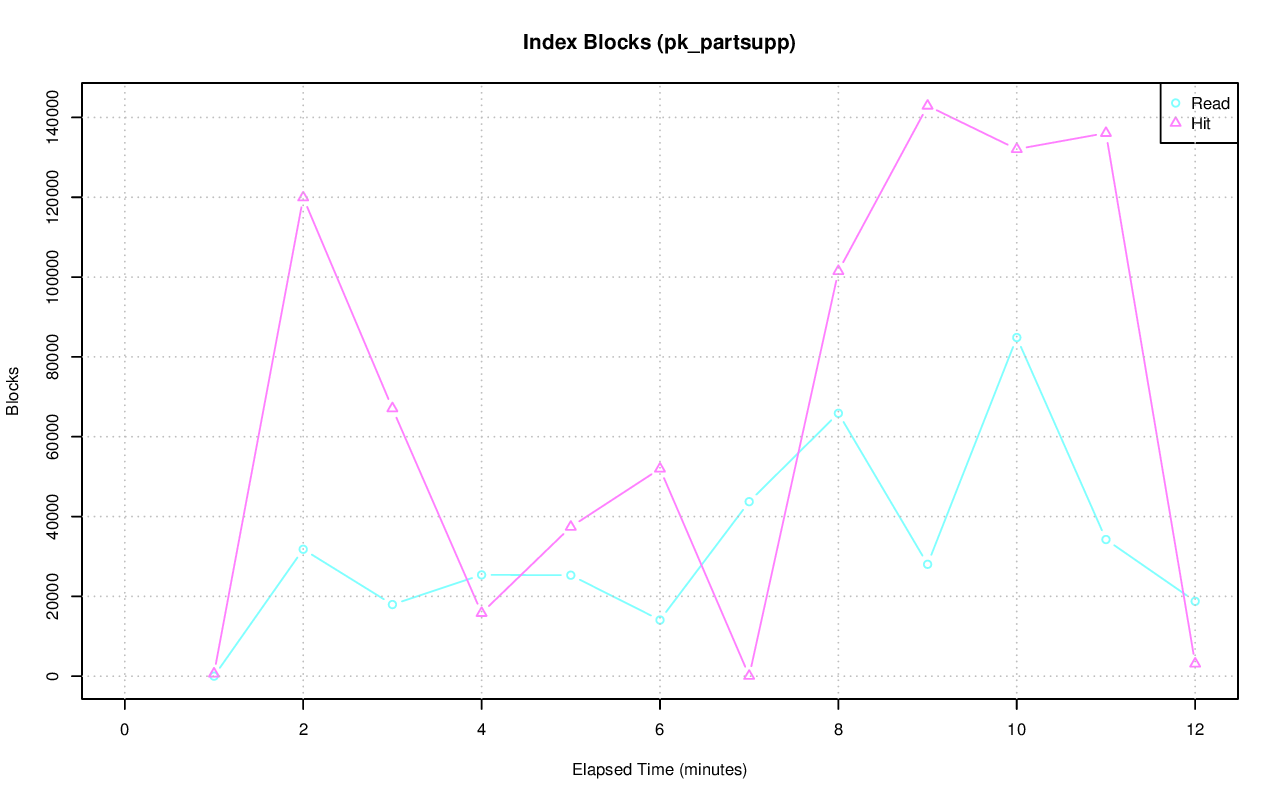 Index Blocks (pk_partsupp)
Read
Hit
Blocks
140000
120000
100000
80000
60000
40000
20000
0
0 2 4 6 8 10 12
Elapsed Time (minutes)